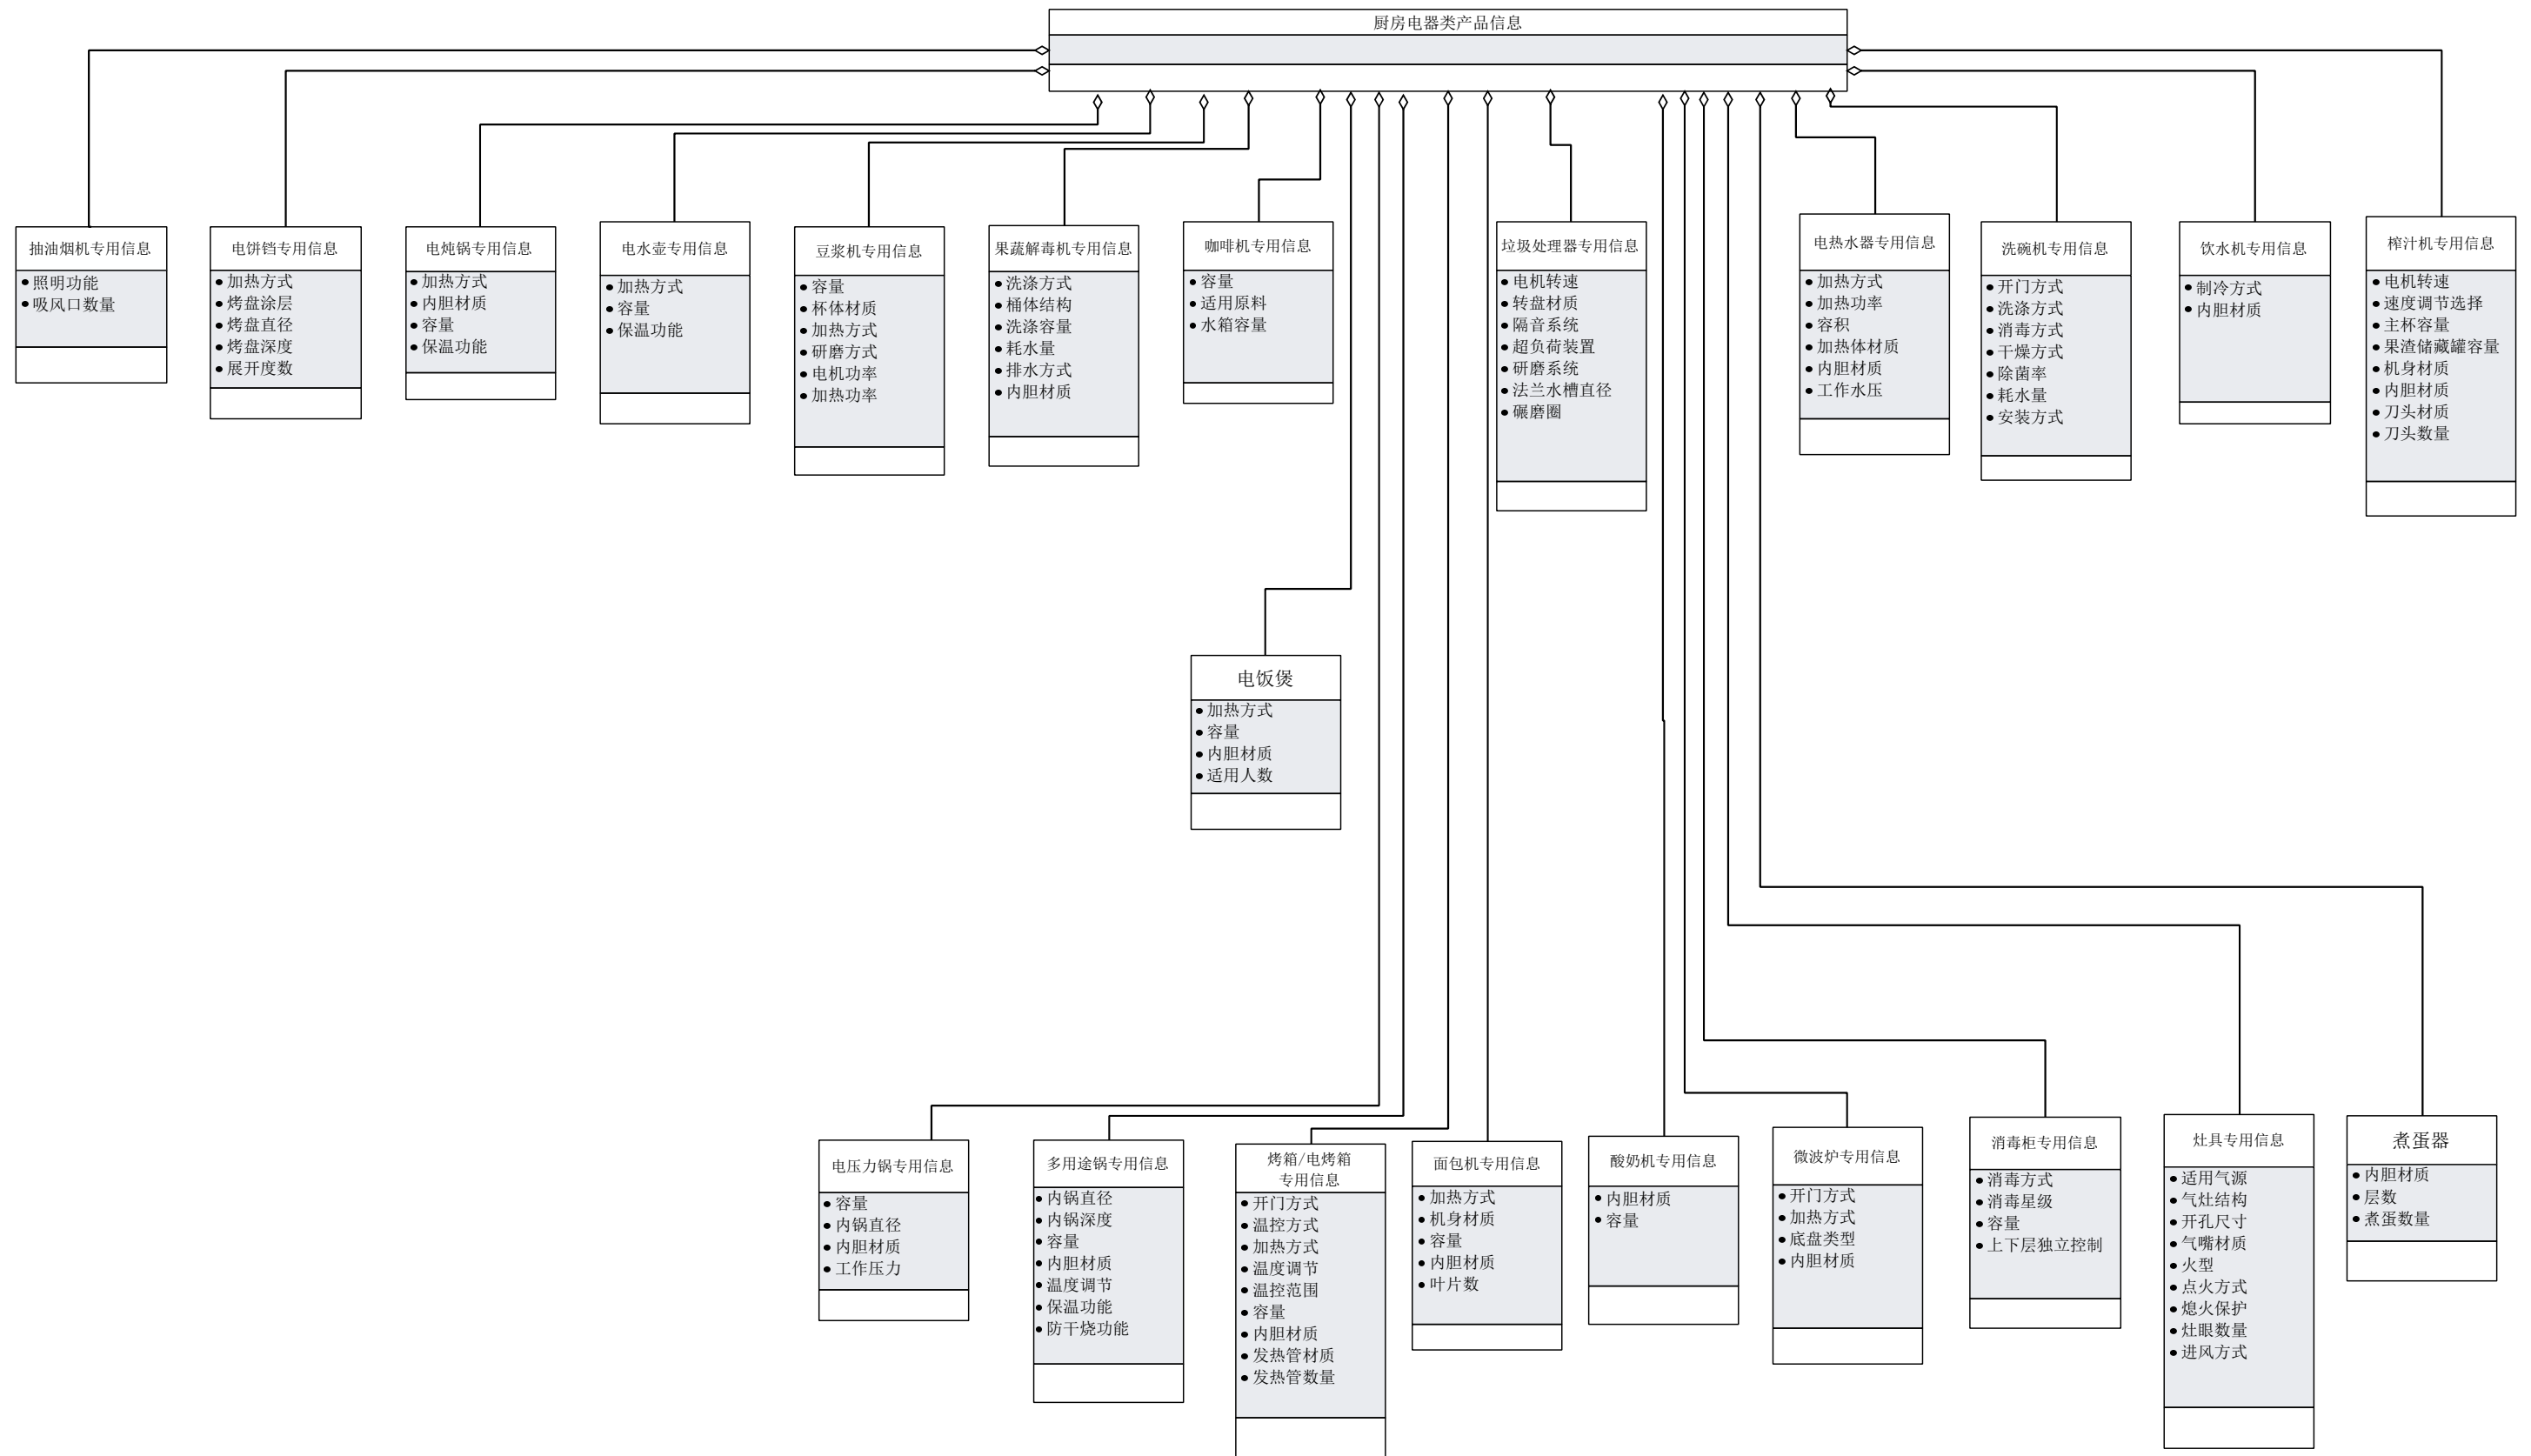 厨房电器类产品信息
抽油烟机专用信息
● 照明功能
● 吸风口数量
电饼铛专用信息
● 加热方式
● 烤盘涂层
● 烤盘直径
● 烤盘深度
● 展开度数
电炖锅专用信息
● 加热方式
● 内胆材质
● 容量
● 保温功能
电水壶专用信息
● 加热方式
● 容量
● 保温功能
豆浆机专用信息
● 容量
● 杯体材质
● 加热方式
● 研磨方式
● 电机功率
● 加热功率
果蔬解毒机专用信息
● 洗涤方式
● 桶体结构
● 洗涤容量
● 耗水量
● 排水方式
● 内胆材质
咖啡机专用信息
● 容量
● 适用原料
● 水箱容量
垃圾处理器专用信息
● 电机转速
● 转盘材质
● 隔音系统
● 超负荷装置
● 研磨系统
● 法兰水槽直径
● 碾磨圈
电热水器专用信息
● 加热方式
● 加热功率
● 容积
● 加热体材质
● 内胆材质
● 工作水压
洗碗机专用信息
● 开门方式
● 洗涤方式
● 消毒方式
● 干燥方式
● 除菌率
● 耗水量
● 安装方式
饮水机专用信息
● 制冷方式
● 内胆材质
榨汁机专用信息
● 电机转速
● 速度调节选择
● 主杯容量
● 果渣储藏罐容量
● 机身材质
● 内胆材质
● 刀头材质
● 刀头数量
电饭煲
● 加热方式
● 容量
● 内胆材质
● 适用人数
电压力锅专用信息
● 容量
● 内锅直径
● 内胆材质
● 工作压力
多用途锅专用信息
● 内锅直径
● 内锅深度
● 容量
● 内胆材质
● 温度调节
● 保温功能
● 防干烧功能
烤箱/电烤箱
专用信息
● 开门方式
● 温控方式
● 加热方式
● 温度调节
● 温控范围
● 容量
● 内胆材质
● 发热管材质
● 发热管数量
面包机专用信息
● 加热方式
● 机身材质
● 容量
● 内胆材质
● 叶片数
酸奶机专用信息
● 内胆材质
● 容量
微波炉专用信息
● 开门方式
● 加热方式
● 底盘类型
● 内胆材质
消毒柜专用信息
● 消毒方式
● 消毒星级
● 容量
● 上下层独立控制
灶具专用信息
● 适用气源
● 气灶结构
● 开孔尺寸
● 气嘴材质
● 火型
● 点火方式
● 熄火保护
● 灶眼数量
● 进风方式
煮蛋器
● 内胆材质
● 层数
● 煮蛋数量